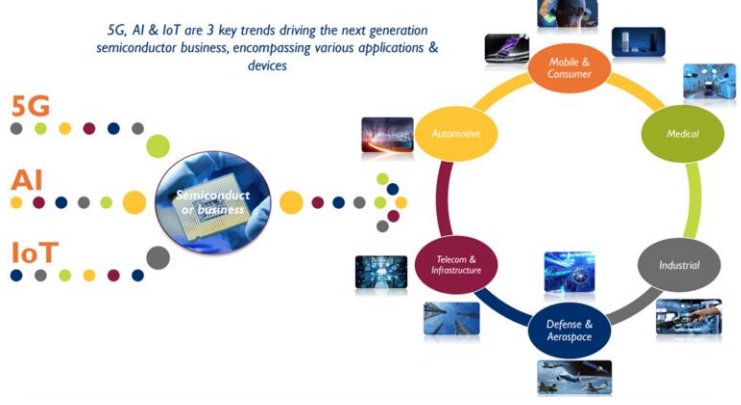 5G, AI & IoT are 3 key trends driving the next generation
semiconductor business, encompassing various applications &
devices
5G
AI
IoT
Semiconduct
or business
Mobile &
Consumer
Automotive
Medical
Telecom &
Infrastructure
Industrial
Defense &
Aerospace